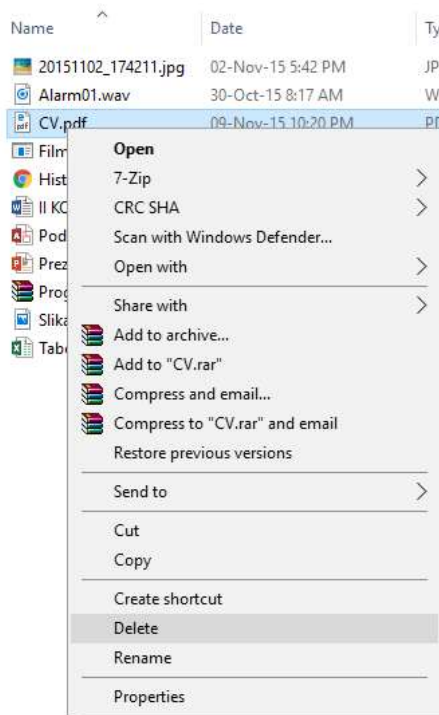 Name Date Ty
20151102_174211.jpg 02-Nov-15 5:42 PM JP
Alarm01.wav 30-Oct-15 8:17 AM W
CV.pdf 09-Nov-15 10:20 PM PD
Film
Hist
II KO
Pod
Prez
Prog
Slika
Tabe
Open
7-Zip
CRC SHA
Scan with Windows Defender...
Open with
Share with
Add to archive...
Add to "CV.rar"
Compress and email...
Compress to "CV.rar" and email
Restore previous versions
Send to
Cut
Copy
Create shortcut
Delete
Rename
Properties